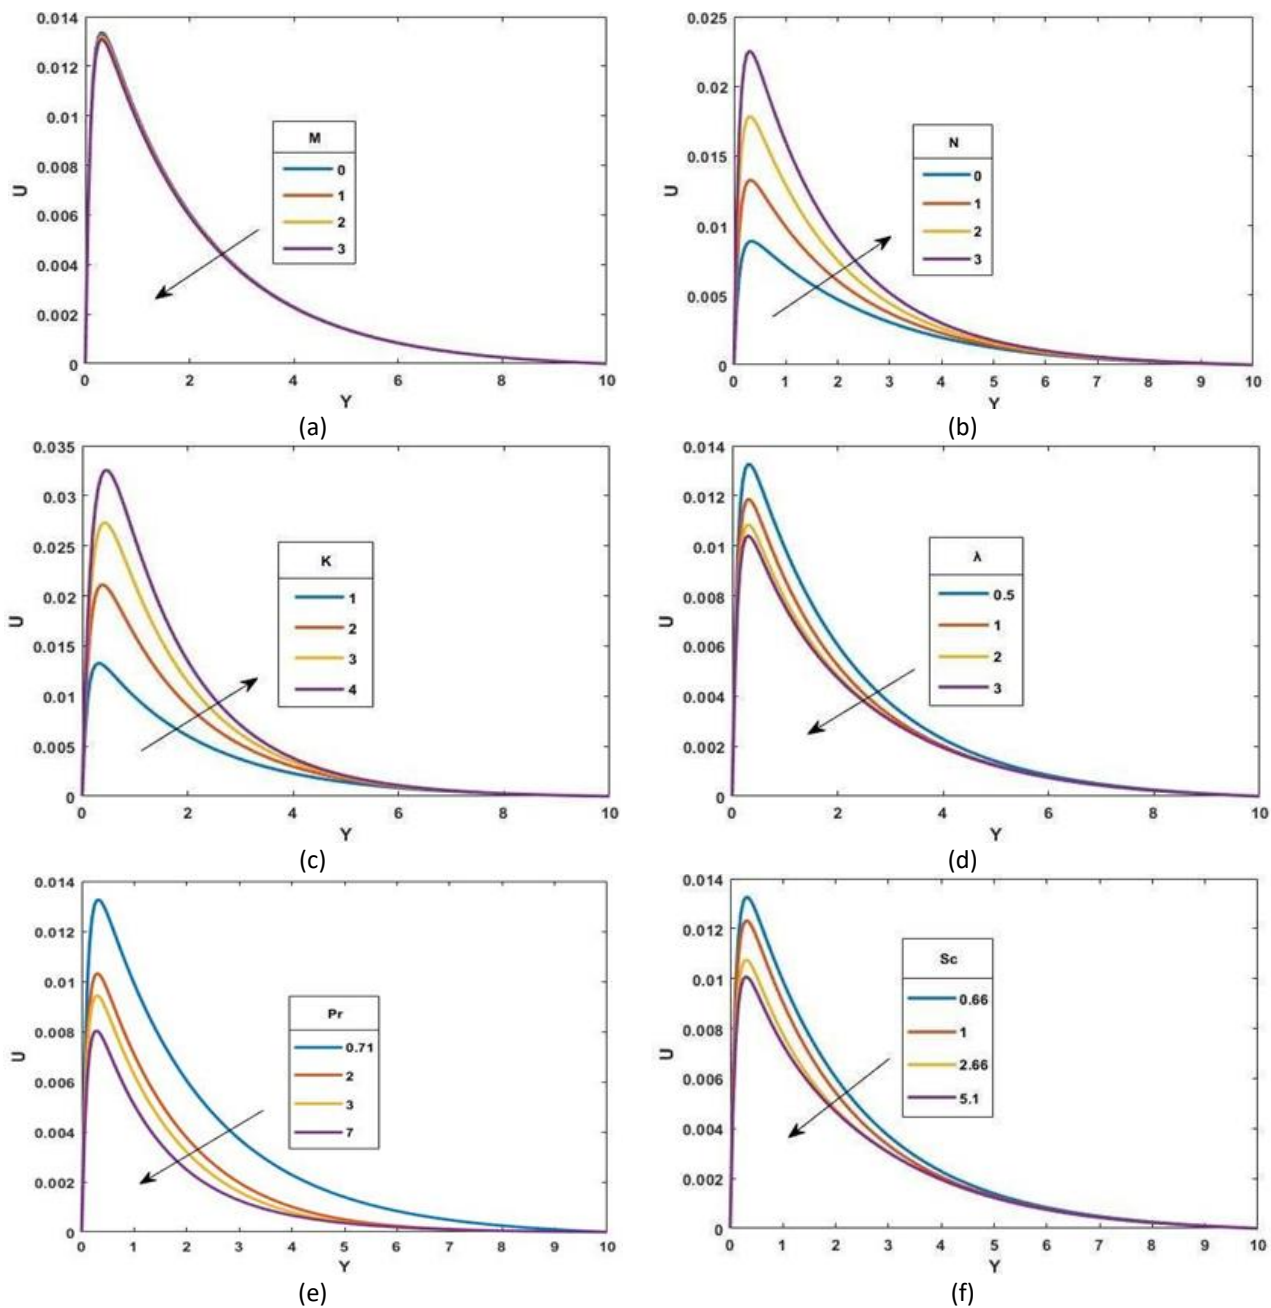 0.014
0.012
0.01
0.008
0.006
0.004
0.002
0
U
M
0
1
2
3
0 2 4 6 8 10
Y
(a)
0.025
0.02
0.015
0.01
0.005
0
U
N
0
1
2
3
0 1 2 3 4 5 6 7 8 9 10
Y
(b)
0.035
0.03
0.025
0.02
0.015
0.01
0.005
0
U
K
1
2
3
4
0 2 4 6 8 10
Y
(c)
0.014
0.012
0.01
0.008
0.006
0.004
0.002
0
U
λ
0.5
1
2
3
0 2 4 6 8 10
Y
(d)
0.014
0.012
0.01
0.008
0.006
0.004
0.002
0
U
Pr
0.71
2
3
7
0 1 2 3 4 5 6 7 8 9 10
Y
(e)
0.014
0.012
0.01
0.008
0.006
0.004
0.002
0
U
Sc
0.66
1
2.66
5.1
0 1 2 3 4 5 6 7 8 9 10
Y
(f)